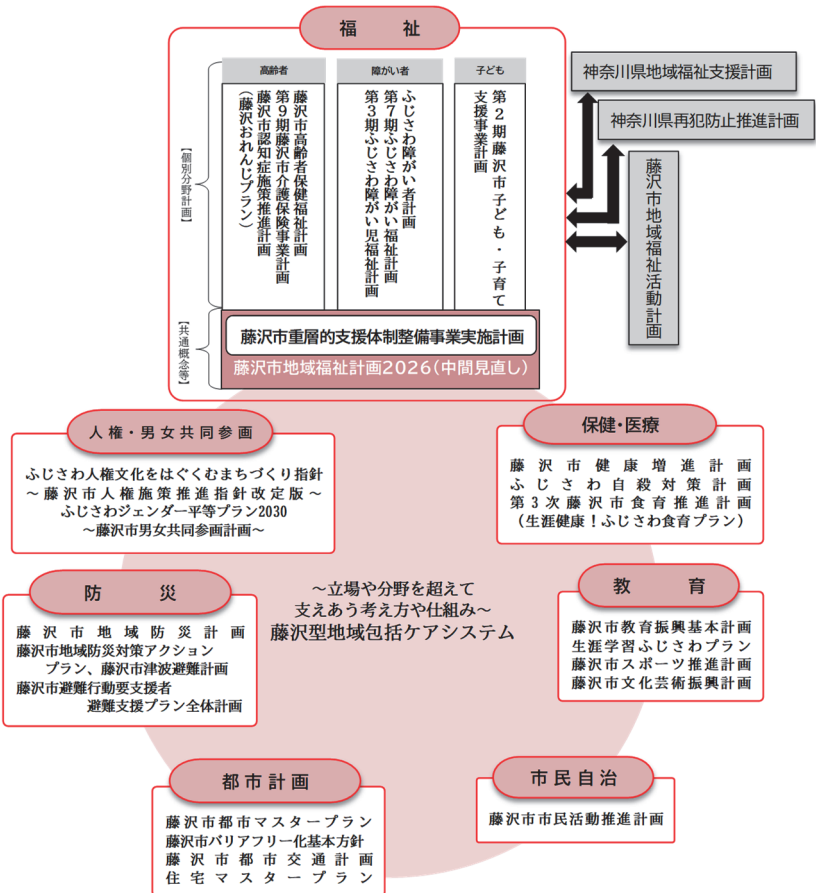 福祉
高齢者
障がい者
子ども
【個別分野計画】
藤沢市高齢者保健福祉計画
第9期藤沢市介護保険事業計画
藤沢市認知症施策推進計画
（藤沢おれんじプラン）
ふじさわ障がい者計画
第7期ふじさわ障がい福祉計画
第3期ふじさわ障がい児福祉計画
第2期藤沢市子ども・子育て
支援事業計画
【共通概念等】
藤沢市重層的支援体制整備事業実施計画
藤沢市地域福祉計画2026（中間見直し）
神奈川県地域福祉支援計画
神奈川県再犯防止推進計画
藤沢市地域福祉活動計画
人権・男女共同参画
ふじさわ人権文化をはぐくむまちづくり指針
～藤沢市人権施策推進指針改定版～
ふじさわジェンダー平等プラン2030
～藤沢市男女共同参画計画～
保健・医療
藤沢市健康増進計画
ふじさわ自殺対策計画
第3次藤沢市食育推進計画
（生涯健康！ふじさわ食育プラン）
防災
藤沢市地域防災計画
藤沢市地域防災対策アクション
プラン、藤沢市津波避難計画
藤沢市避難行動要支援者
避難支援プラン全体計画
～立場や分野を超えて
支えあう考え方や仕組み～
藤沢型地域包括ケアシステム
教育
藤沢市教育振興基本計画
生涯学習ふじさわプラン
藤沢市スポーツ推進計画
藤沢市文化芸術振興計画
都市計画
藤沢市都市マスタープラン
藤沢市バリアフリー化基本方針
藤沢市都市交通計画
住宅マスタープラン
市民自治
藤沢市市民活動推進計画